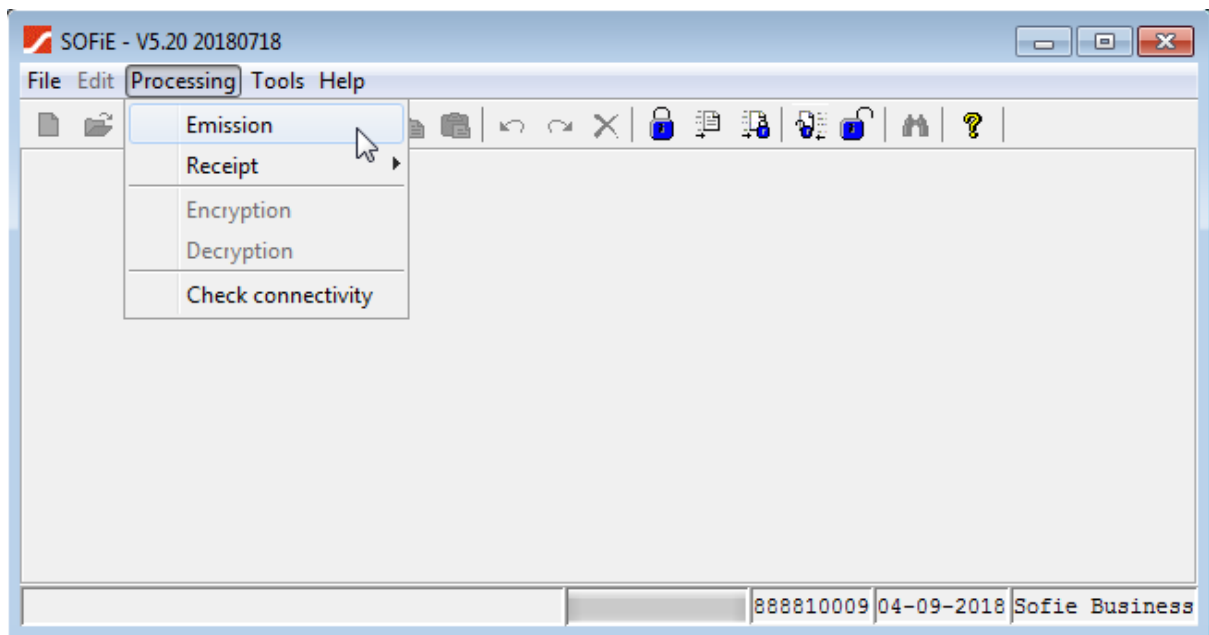 SOFiE - V5.20 20180718
File Edit Processing Tools Help
Emission
Receipt
Encryption
Decryption
Check connectivity
888810009 04-09-2018 Sofie Business